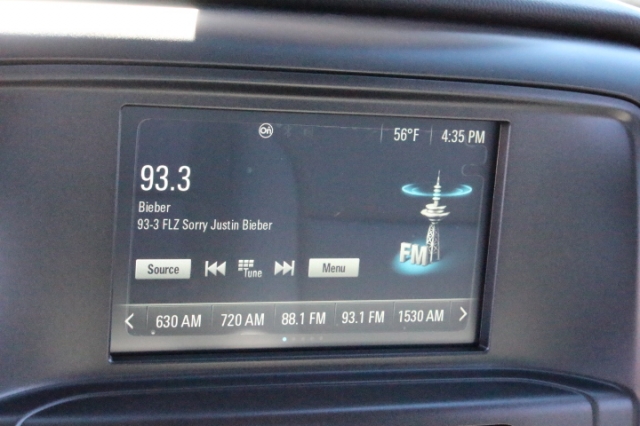 On 56°F 4:35 PM
93.3
Bieber
93-3 FLZ Sorry Justin Bieber
FM
Source Tune Menu
630 AM 720 AM 88.1 FM 93.1 FM 1530 AM